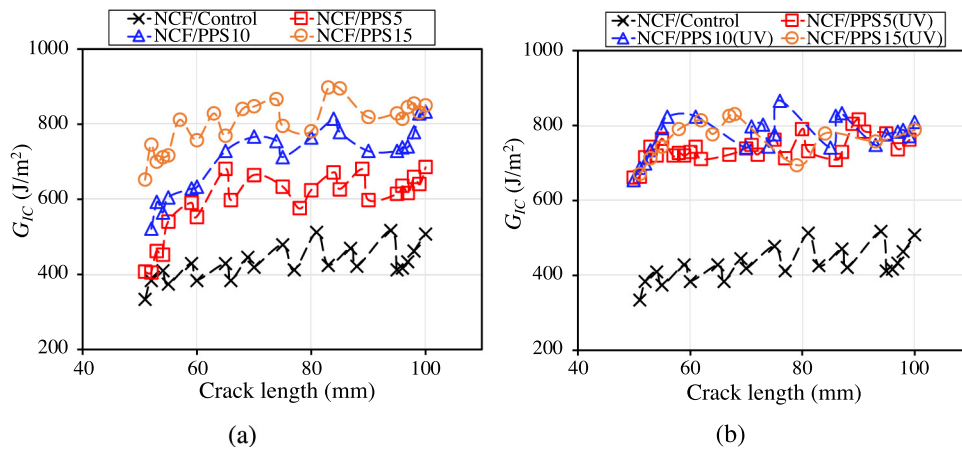 NCF/Control NCF/PPS5
NCF/PPS10 NCF/PPS15
1000
800
600
400
200
40 60 80 100
G_IC (J/m²)
Crack length (mm)
(a)
NCF/Control NCF/PPS5(UV)
NCF/PPS10(UV) NCF/PPS15(UV)
1000
800
600
400
200
40 60 80 100
G_IC (J/m²)
Crack length (mm)
(b)